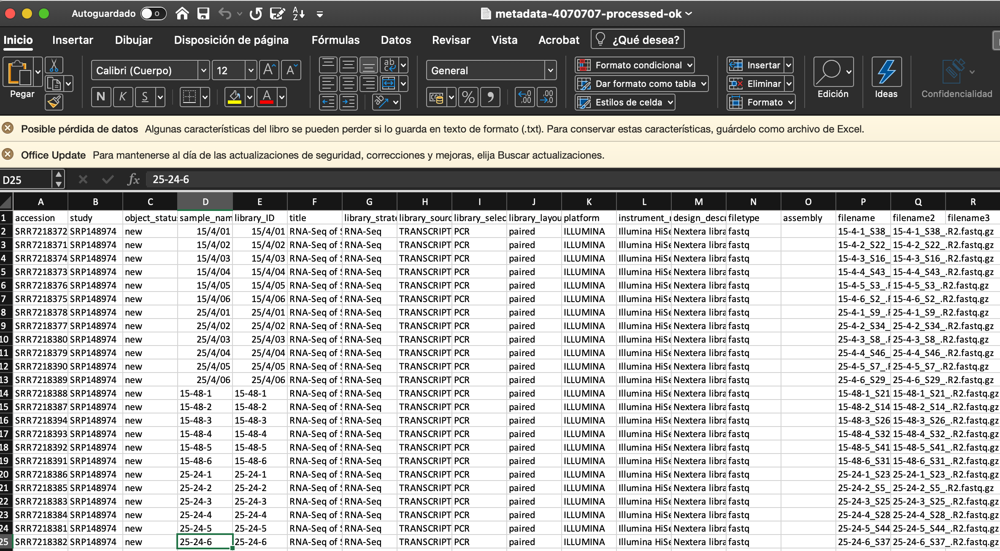 Autoguardado
metadata-4070707-processed-ok
Inicio Insertar Dibujar Disposición de página Fórmulas Datos Revisar Vista Acrobat ¿Qué desea?
Pegar
Calibri (Cuerpo) 12
N K S
General
Formato condicional
Dar formato como tabla
Estilos de celda
Insertar
Eliminar
Formato
Edición
Ideas
Confidencialidad
Posible pérdida de datos Algunas características del libro se pueden perder si lo guarda en texto de formato (.txt). Para conservar estas características, guárdelo como archivo de Excel.
Office Update Para mantenerse al día de las actualizaciones de seguridad, correcciones y mejoras, elija Buscar actualizaciones.
D25 fx 25-24-6
A B C D E F G H I J K L M N O P Q R
1 accession study object_statu sample_nam library_ID title library_strate library_sourc library_selec library_layou platform instrument_ design_descr filetype assembly filename filename2 filename3
2 SRR7218372 SRP148974 new 15/4/01 15/4/01 RNA-Seq of RNA-Seq TRANSCRIPT PCR paired ILLUMINA Illumina HiSe Nextera libra fastq 15-4-1_S38_ 15-4-1_S38_.R2.fastq.gz
3 SRR7218371 SRP148974 new 15/4/02 15/4/02 RNA-Seq of RNA-Seq TRANSCRIPT PCR paired ILLUMINA Illumina HiSe Nextera libra fastq 15-4-2_S22_ 15-4-2_S22_.R2.fastq.gz
4 SRR7218374 SRP148974 new 15/4/03 15/4/03 RNA-Seq of RNA-Seq TRANSCRIPT PCR paired ILLUMINA Illumina HiSe Nextera libra fastq 15-4-3_S16_ 15-4-3_S16_.R2.fastq.gz
5 SRR7218373 SRP148974 new 15/4/04 15/4/04 RNA-Seq of RNA-Seq TRANSCRIPT PCR paired ILLUMINA Illumina HiSe Nextera libra fastq 15-4-4_S43_ 15-4-4_S43_.R2.fastq.gz
6 SRR7218376 SRP148974 new 15/4/05 15/4/05 RNA-Seq of RNA-Seq TRANSCRIPT PCR paired ILLUMINA Illumina HiSe Nextera libra fastq 15-4-5_S3_. 15-4-5_S3_.R2.fastq.gz
7 SRR7218375 SRP148974 new 15/4/06 15/4/06 RNA-Seq of RNA-Seq TRANSCRIPT PCR paired ILLUMINA Illumina HiSe Nextera libra fastq 15-4-6_S2_. 15-4-6_S2_.R2.fastq.gz
8 SRR7218378 SRP148974 new 25/4/01 25/4/01 RNA-Seq of RNA-Seq TRANSCRIPT PCR paired ILLUMINA Illumina HiSe Nextera libra fastq 25-4-1_S9_. 25-4-1_S9_.R2.fastq.gz
9 SRR7218377 SRP148974 new 25/4/02 25/4/02 RNA-Seq of RNA-Seq TRANSCRIPT PCR paired ILLUMINA Illumina HiSe Nextera libra fastq 25-4-2_S34_ 25-4-2_S34_.R2.fastq.gz
10 SRR7218380 SRP148974 new 25/4/03 25/4/03 RNA-Seq of RNA-Seq TRANSCRIPT PCR paired ILLUMINA Illumina HiSe Nextera libra fastq 25-4-3_S8_. 25-4-3_S8_.R2.fastq.gz
11 SRR7218379 SRP148974 new 25/4/04 25/4/04 RNA-Seq of RNA-Seq TRANSCRIPT PCR paired ILLUMINA Illumina HiSe Nextera libra fastq 25-4-4_S46_ 25-4-4_S46_.R2.fastq.gz
12 SRR7218390 SRP148974 new 25/4/05 25/4/05 RNA-Seq of RNA-Seq TRANSCRIPT PCR paired ILLUMINA Illumina HiSe Nextera libra fastq 25-4-5_S7_. 25-4-5_S7_.R2.fastq.gz
13 SRR7218389 SRP148974 new 25/4/06 25/4/06 RNA-Seq of RNA-Seq TRANSCRIPT PCR paired ILLUMINA Illumina HiSe Nextera libra fastq 25-4-6_S29_ 25-4-6_S29_.R2.fastq.gz
14 SRR7218388 SRP148974 new 15-48-1 15-48-1 RNA-Seq of RNA-Seq TRANSCRIPT PCR paired ILLUMINA Illumina HiSe Nextera libra fastq 15-48-1_S21 15-48-1_S21_.R2.fastq.gz
15 SRR7218387 SRP148974 new 15-48-2 15-48-2 RNA-Seq of RNA-Seq TRANSCRIPT PCR paired ILLUMINA Illumina HiSe Nextera libra fastq 15-48-2_S14 15-48-2_S14_.R2.fastq.gz
16 SRR7218394 SRP148974 new 15-48-3 15-48-3 RNA-Seq of RNA-Seq TRANSCRIPT PCR paired ILLUMINA Illumina HiSe Nextera libra fastq 15-48-3_S26 15-48-3_S26_.R2.fastq.gz
17 SRR7218393 SRP148974 new 15-48-4 15-48-4 RNA-Seq of RNA-Seq TRANSCRIPT PCR paired ILLUMINA Illumina HiSe Nextera libra fastq 15-48-4_S32 15-48-4_S32_.R2.fastq.gz
18 SRR7218392 SRP148974 new 15-48-5 15-48-5 RNA-Seq of RNA-Seq TRANSCRIPT PCR paired ILLUMINA Illumina HiSe Nextera libra fastq 15-48-5_S41 15-48-5_S41_.R2.fastq.gz
19 SRR7218391 SRP148974 new 15-48-6 15-48-6 RNA-Seq of RNA-Seq TRANSCRIPT PCR paired ILLUMINA Illumina HiSe Nextera libra fastq 15-48-6_S31 15-48-6_S31_.R2.fastq.gz
20 SRR7218386 SRP148974 new 25-24-1 25-24-1 RNA-Seq of RNA-Seq TRANSCRIPT PCR paired ILLUMINA Illumina HiSe Nextera libra fastq 25-24-1_S23 25-24-1_S23_.R2.fastq.gz
21 SRR7218385 SRP148974 new 25-24-2 25-24-2 RNA-Seq of RNA-Seq TRANSCRIPT PCR paired ILLUMINA Illumina HiSe Nextera libra fastq 25-24-2_S5_ 25-24-2_S5_.R2.fastq.gz
22 SRR7218383 SRP148974 new 25-24-3 25-24-3 RNA-Seq of RNA-Seq TRANSCRIPT PCR paired ILLUMINA Illumina HiSe Nextera libra fastq 25-24-3_S25 25-24-3_S25_.R2.fastq.gz
23 SRR7218384 SRP148974 new 25-24-4 25-24-4 RNA-Seq of RNA-Seq TRANSCRIPT PCR paired ILLUMINA Illumina HiSe Nextera libra fastq 25-24-4_S28 25-24-4_S28_.R2.fastq.gz
24 SRR7218381 SRP148974 new 25-24-5 25-24-5 RNA-Seq of RNA-Seq TRANSCRIPT PCR paired ILLUMINA Illumina HiSe Nextera libra fastq 25-24-5_S44 25-24-5_S44_.R2.fastq.gz
25 SRR7218382 SRP148974 new 25-24-6 25-24-6 RNA-Seq of RNA-Seq TRANSCRIPT PCR paired ILLUMINA Illumina HiSe Nextera libra fastq 25-24-6_S37 25-24-6_S37_.R2.fastq.gz